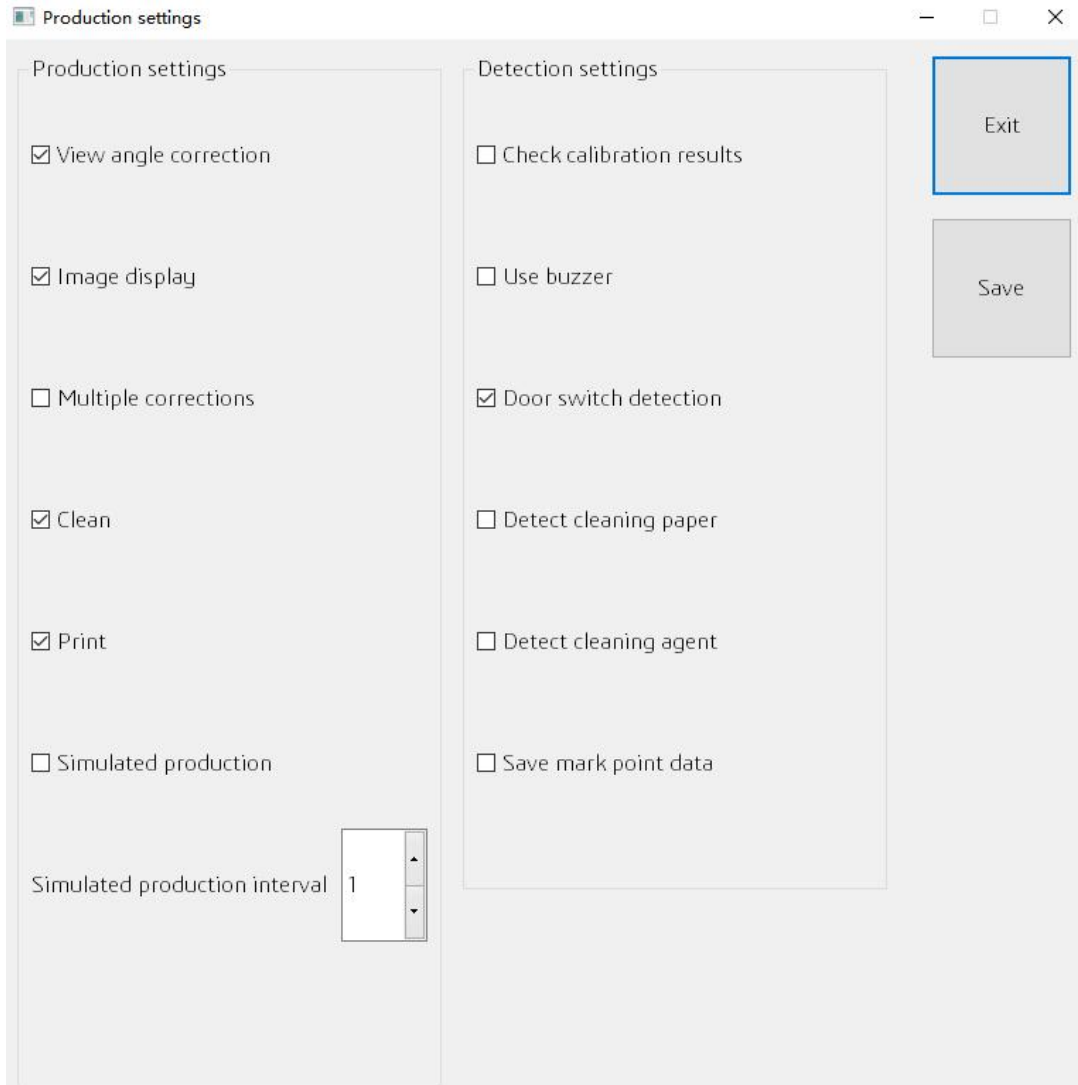 Production settings
Production settings
View angle correction
Image display
Multiple corrections
Clean
Print
Simulated production
Simulated production interval 1
Detection settings
Check calibration results
Use buzzer
Door switch detection
Detect cleaning paper
Detect cleaning agent
Save mark point data
Exit
Save